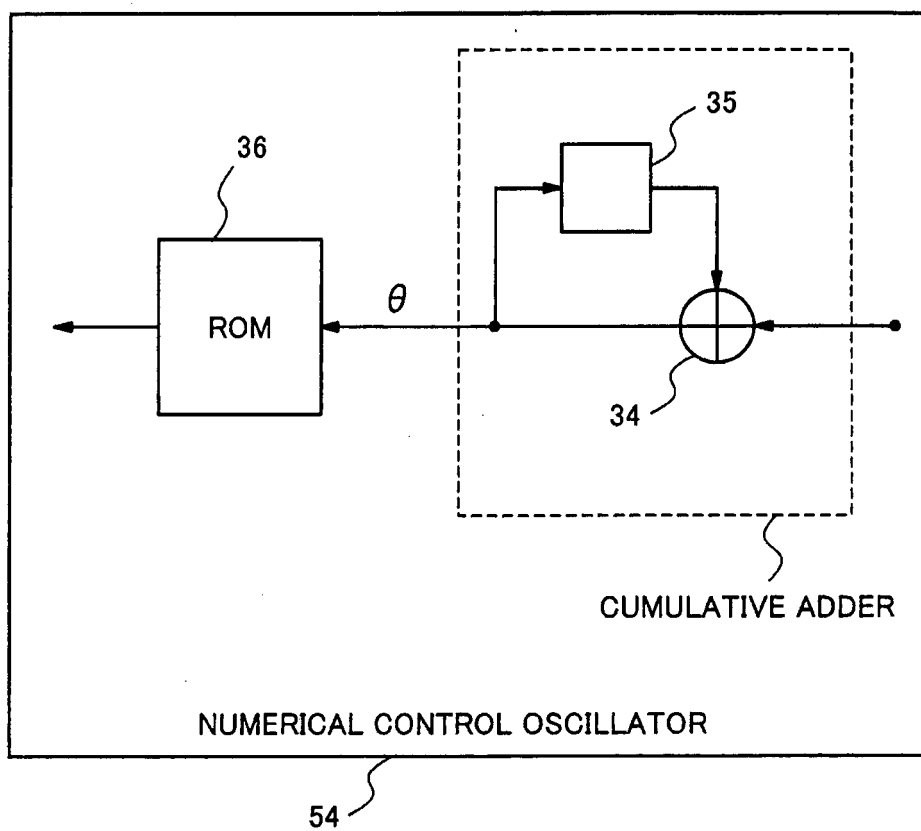 35
36
θ
ROM
34
CUMULATIVE ADDER
NUMERICAL CONTROL OSCILLATOR
54